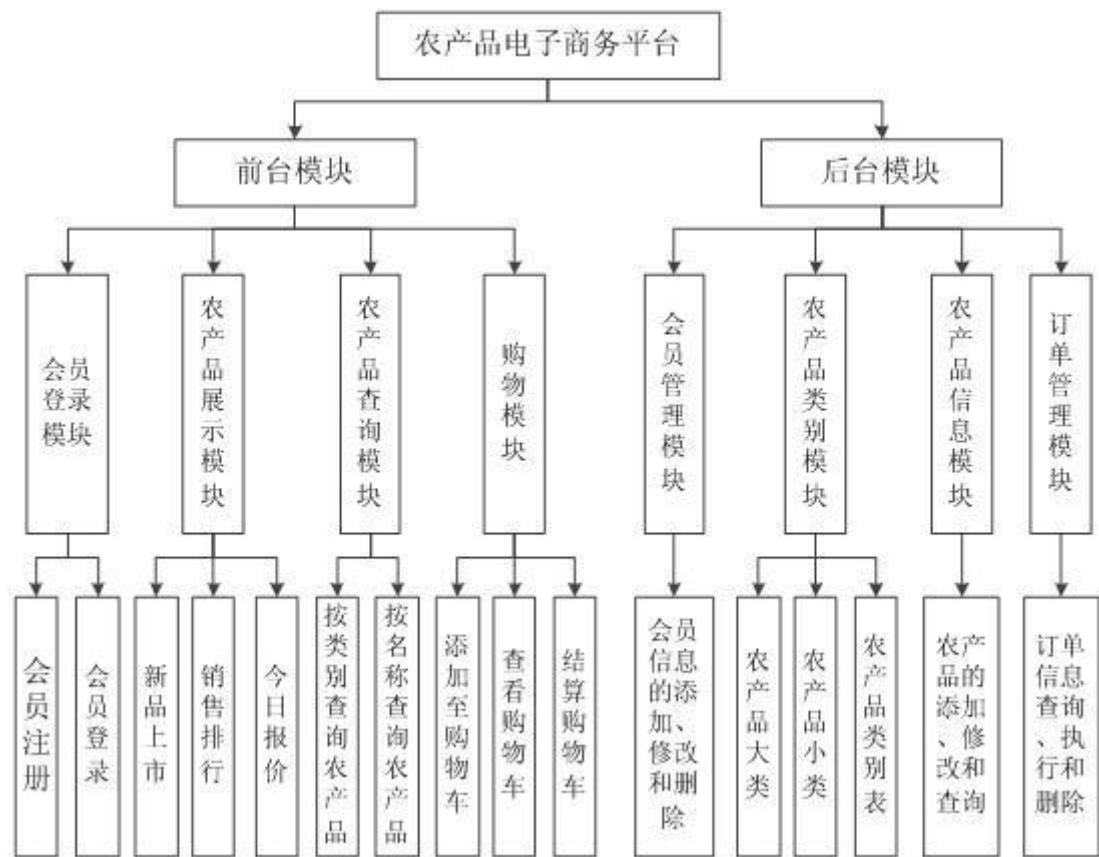 农产品电子商务平台
前台模块
后台模块
会员登录模块
农产品展示模块
农产品查询模块
购物模块
会员管理模块
农产品类别模块
农产品信息模块
订单管理模块
会员注册
会员登录
新品上市
销售排行
今日报价
按类别查询农产品
按名称查询农产品
添加至购物车
查看购物车
结算购物车
会员信息的添加、修改和删除
农产品大类
农产品小类
农产品类别表
农产品的添加、修改和查询
订单信息查询、执行和删除